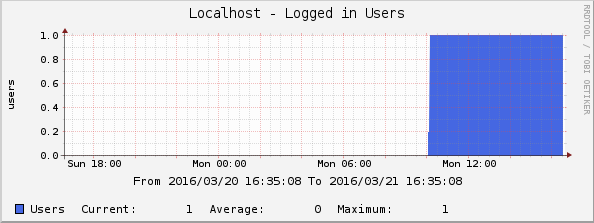 Localhost - Logged in Users
RRDTOOL / TOBI OETIKER
users
1.0
0.8
0.6
0.4
0.2
0.0
Sun 18:00 Mon 00:00 Mon 06:00 Mon 12:00
From 2016/03/20 16:35:08 To 2016/03/21 16:35:08
Users Current: 1 Average: 0 Maximum: 1